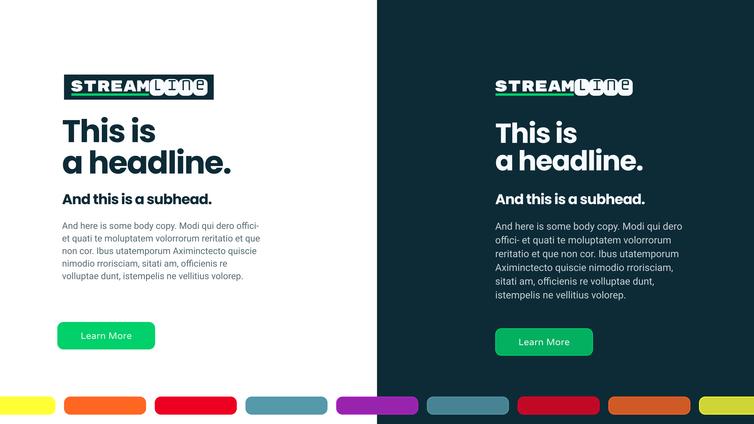 STREAMLINE
This is
a headline.
And this is a subhead.
And here is some body copy. Modi qui dero offici-
et quati te moluptatem volorrorum reritatio et que
non cor. Ibus utatemporum Aximinctecto quiscie
nimodio rrorisciam, sitati am, officienis re
volluptae dunt, istempelis ne vellitius volorep.
Learn More
STREAMLINE
This is
a headline.
And this is a subhead.
And here is some body copy. Modi qui dero
offici- et quati te moluptatem volorrorum
reritatio et que non cor. Ibus utatemporum
Aximinctecto quiscie nimodio rrorisciam,
sitati am, officienis re volluptae dunt,
istempelis ne vellitius volorep.
Learn More